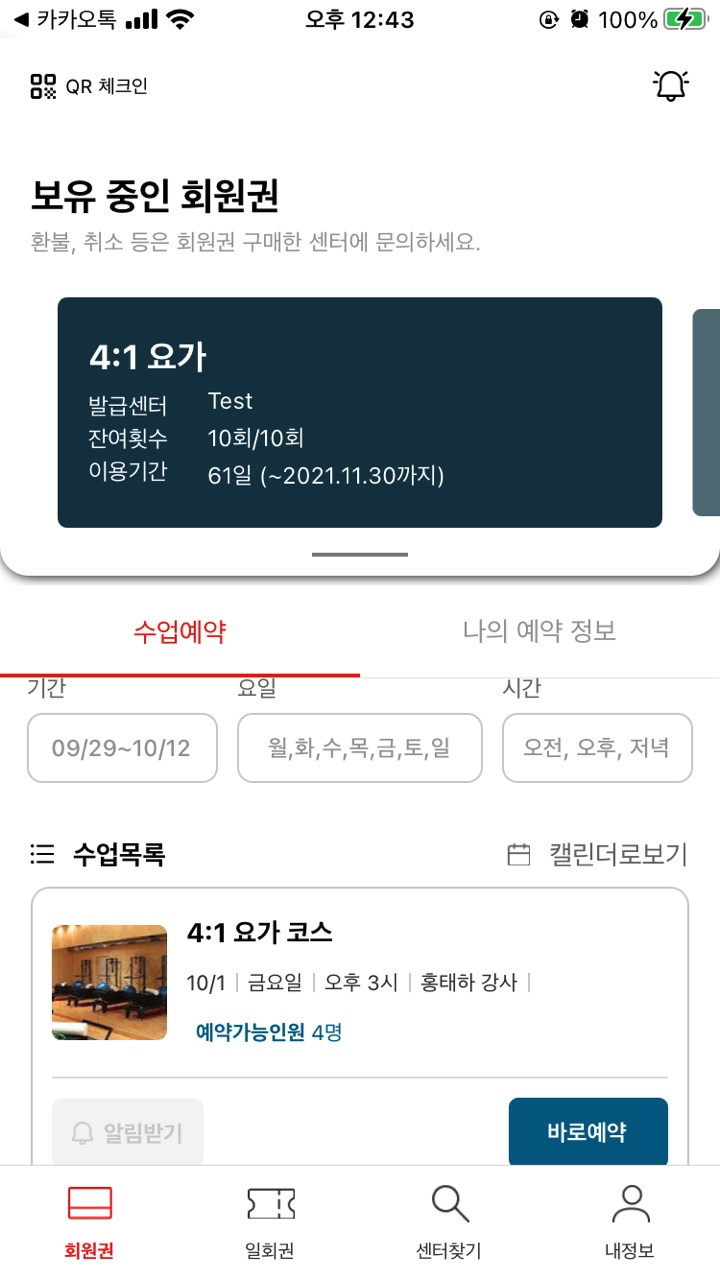 ◀ 카카오톡 오후 12:43 100%
QR 체크인
보유 중인 회원권
환불, 취소 등은 회원권 구매한 센터에 문의하세요.
4:1 요가
발급센터 Test
잔여횟수 10회/10회
이용기간 61일 (~2021.11.30까지)
수업예약 나의 예약 정보
기간 요일 시간
09/29~10/12 월,화,수,목,금,토,일 오전, 오후, 저녁
수업목록 캘린더로보기
4:1 요가 코스
10/1 | 금요일 | 오후 3시 | 홍태하 강사 |
예약가능인원 4명
알림받기 바로예약
회원권 일회권 센터찾기 내정보